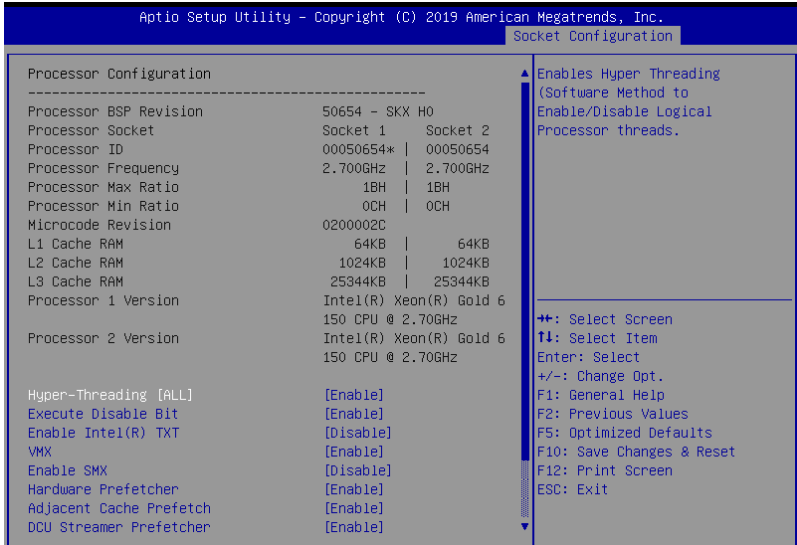 Aptio Setup Utility – Copyright (C) 2019 American Megatrends, Inc.
Socket Configuration
Processor Configuration
--------------------------------------------------
Processor BSP Revision 50654 - SKX H0
Processor Socket Socket 1 Socket 2
Processor ID 00050654* | 00050654
Processor Frequency 2.700GHz | 2.700GHz
Processor Max Ratio 1BH | 1BH
Processor Min Ratio 0CH | 0CH
Microcode Revision 0200002C
L1 Cache RAM 64KB | 64KB
L2 Cache RAM 1024KB | 1024KB
L3 Cache RAM 25344KB | 25344KB
Processor 1 Version Intel(R) Xeon(R) Gold 6
150 CPU @ 2.70GHz
Processor 2 Version Intel(R) Xeon(R) Gold 6
150 CPU @ 2.70GHz
Hyper-Threading [ALL] [Enable]
Execute Disable Bit [Enable]
Enable Intel(R) TXT [Disable]
VMX [Enable]
Enable SMX [Disable]
Hardware Prefetcher [Enable]
Adjacent Cache Prefetch [Enable]
DCU Streamer Prefetcher [Enable]
Enables Hyper Threading
(Software Method to
Enable/Disable Logical
Processor threads.
→←: Select Screen
↑↓: Select Item
Enter: Select
+/-: Change Opt.
F1: General Help
F2: Previous Values
F5: Optimized Defaults
F10: Save Changes & Reset
F12: Print Screen
ESC: Exit